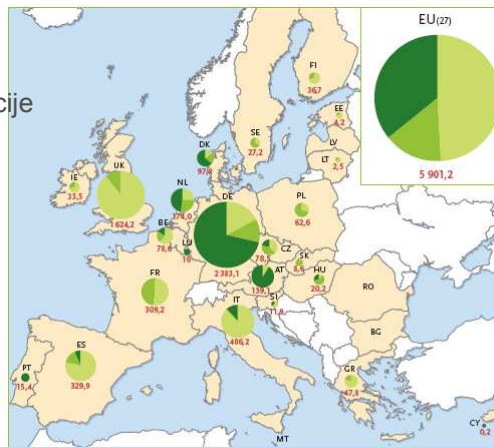 cije
EU(27)
5 901,2
FI
36,7
EE
4,2
SE
27,2
LV
LT
2,5
DK
97,9
IE
33,5
UK
1 624,2
NL
374,0
DE
2 383,1
PL
62,6
BE
78,6
LU
10
CZ
78,5
SK
8,6
AT
139,1
HU
20,2
RO
FR
309,2
IT
406,2
SI
11,9
BG
PT
15,4
ES
329,9
GR
47,8
MT
CY
0,2